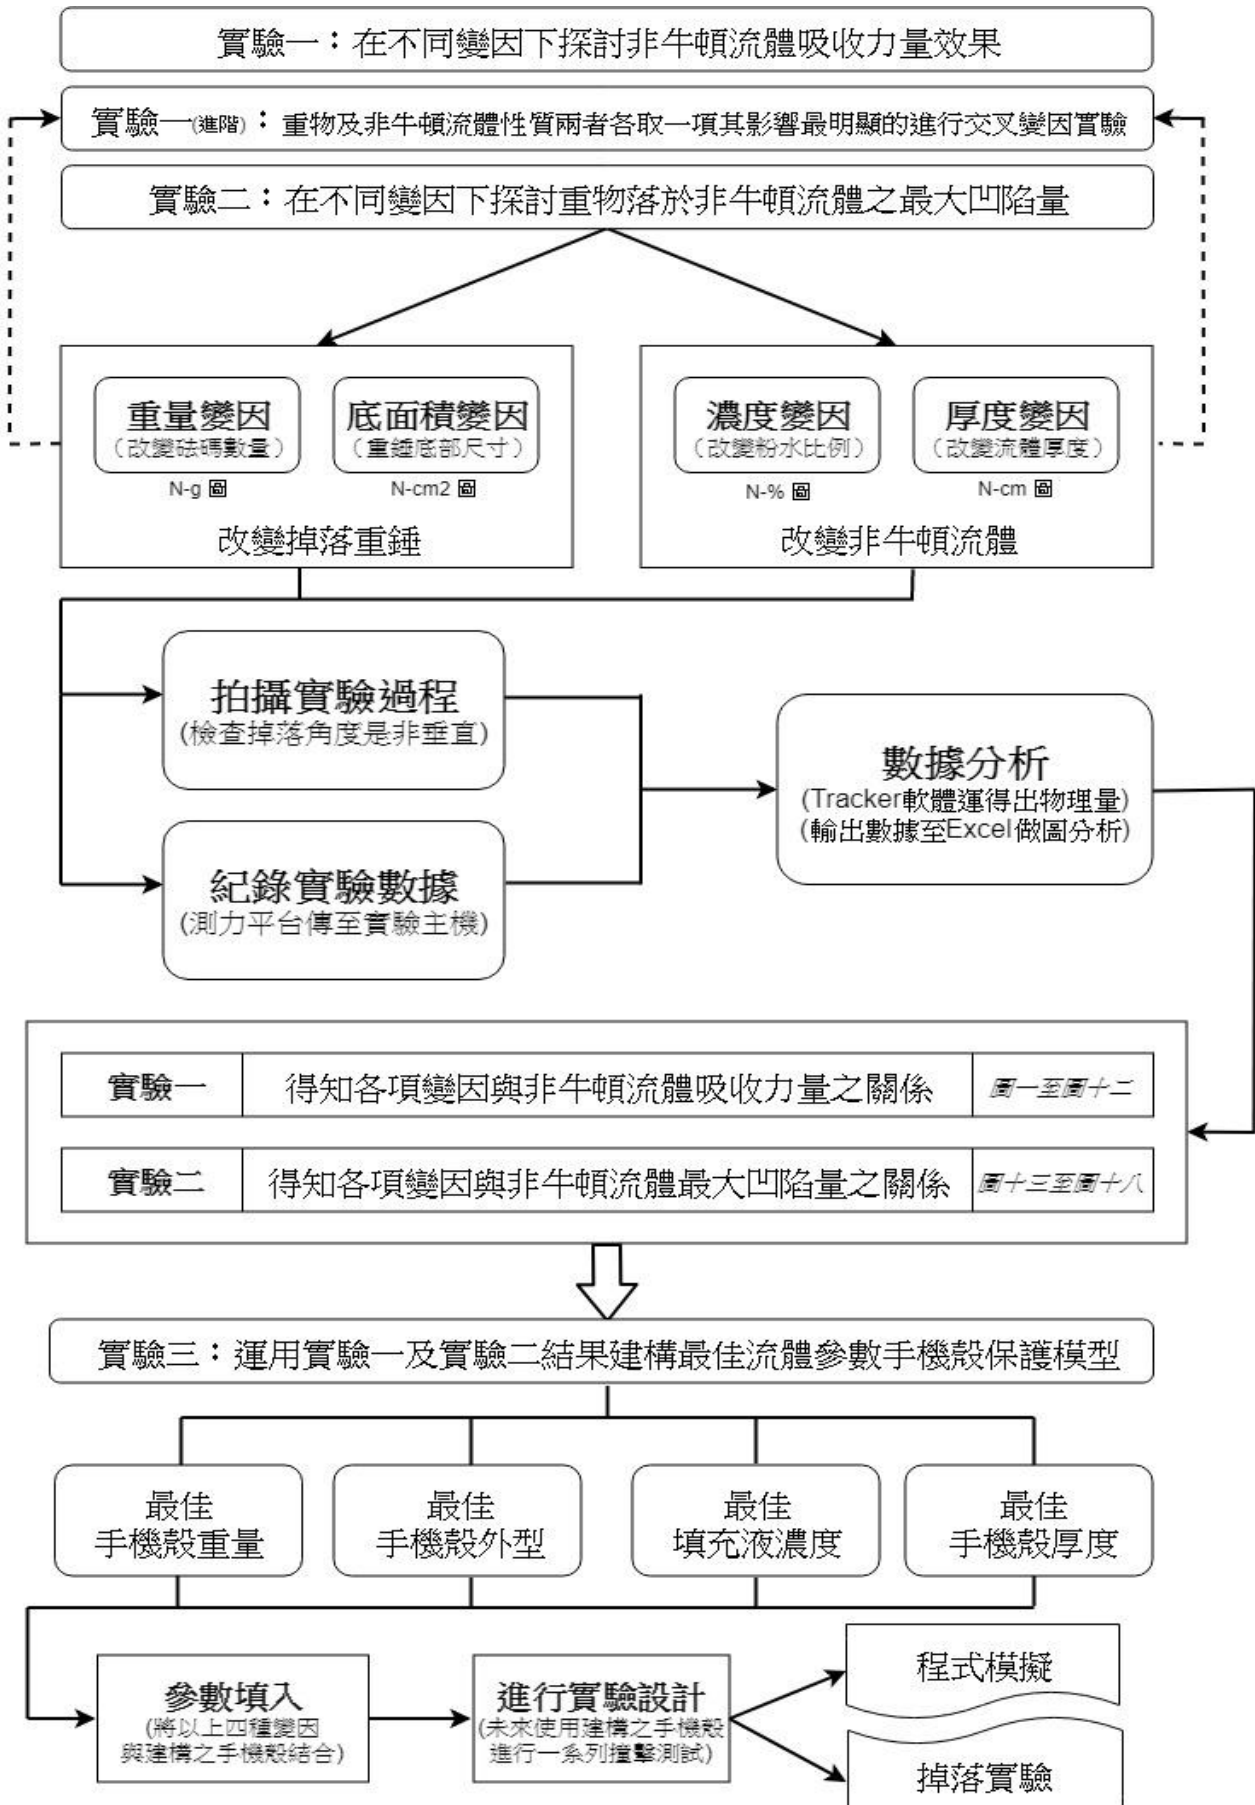 實驗一：在不同變因下探討非牛頓流體吸收力量效果
實驗一(進階)：重物及非牛頓流體性質兩者各取一項其影響最明顯的進行交叉變因實驗
實驗二：在不同變因下探討重物落於非牛頓流體之最大凹陷量
重量變因
（改變砝碼數量）
N-g 圖
底面積變因
（重錘底部尺寸）
N-cm2 圖
改變掉落重錘
濃度變因
（改變粉水比例）
N-% 圖
厚度變因
（改變流體厚度）
N-cm 圖
改變非牛頓流體
拍攝實驗過程
(檢查掉落角度是非垂直)
紀錄實驗數據
(測力平台傳至實驗主機)
數據分析
(Tracker軟體運得出物理量)
(輸出數據至Excel做圖分析)
實驗一 得知各項變因與非牛頓流體吸收力量之關係 圖一至圖十二
實驗二 得知各項變因與非牛頓流體最大凹陷量之關係 圖十三至圖十八
實驗三：運用實驗一及實驗二結果建構最佳流體參數手機殼保護模型
最佳
手機殼重量
最佳
手機殼外型
最佳
填充液濃度
最佳
手機殼厚度
參數填入
(將以上四種變因
與建構之手機殼結合)
進行實驗設計
(未來使用建構之手機殼
進行一系列撞擊測試)
程式模擬
掉落實驗